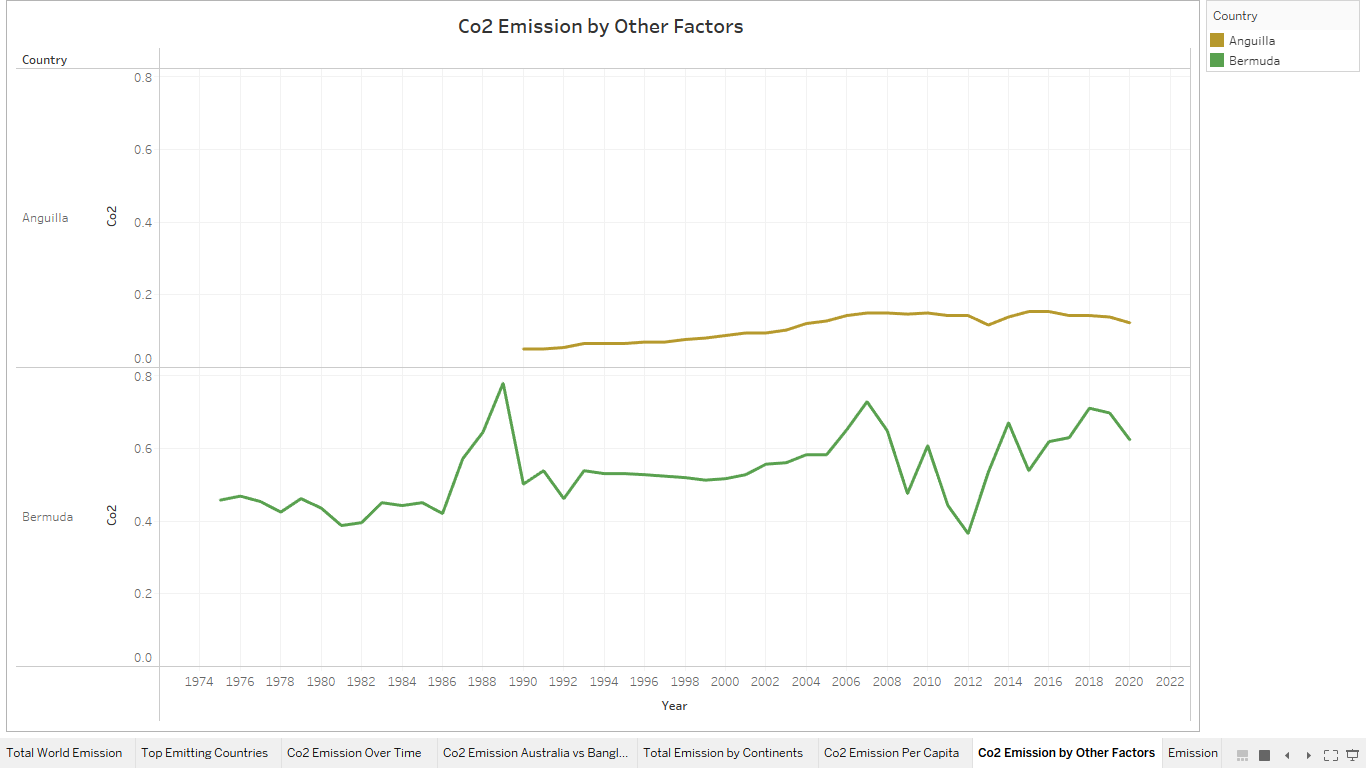 Co2 Emission by Other Factors
Country
Anguilla
Bermuda
Country
0.8
0.6
0.4
0.2
0.0
Anguilla
Co2
0.8
0.6
0.4
0.2
0.0
Bermuda
Co2
1974 1976 1978 1980 1982 1984 1986 1988 1990 1992 1994 1996 1998 2000 2002 2004 2006 2008 2010 2012 2014 2016 2018 2020 2022
Year
Total World Emission Top Emitting Countries Co2 Emission Over Time Co2 Emission Australia vs Bangl... Total Emission by Continents Co2 Emission Per Capita Co2 Emission by Other Factors Emission